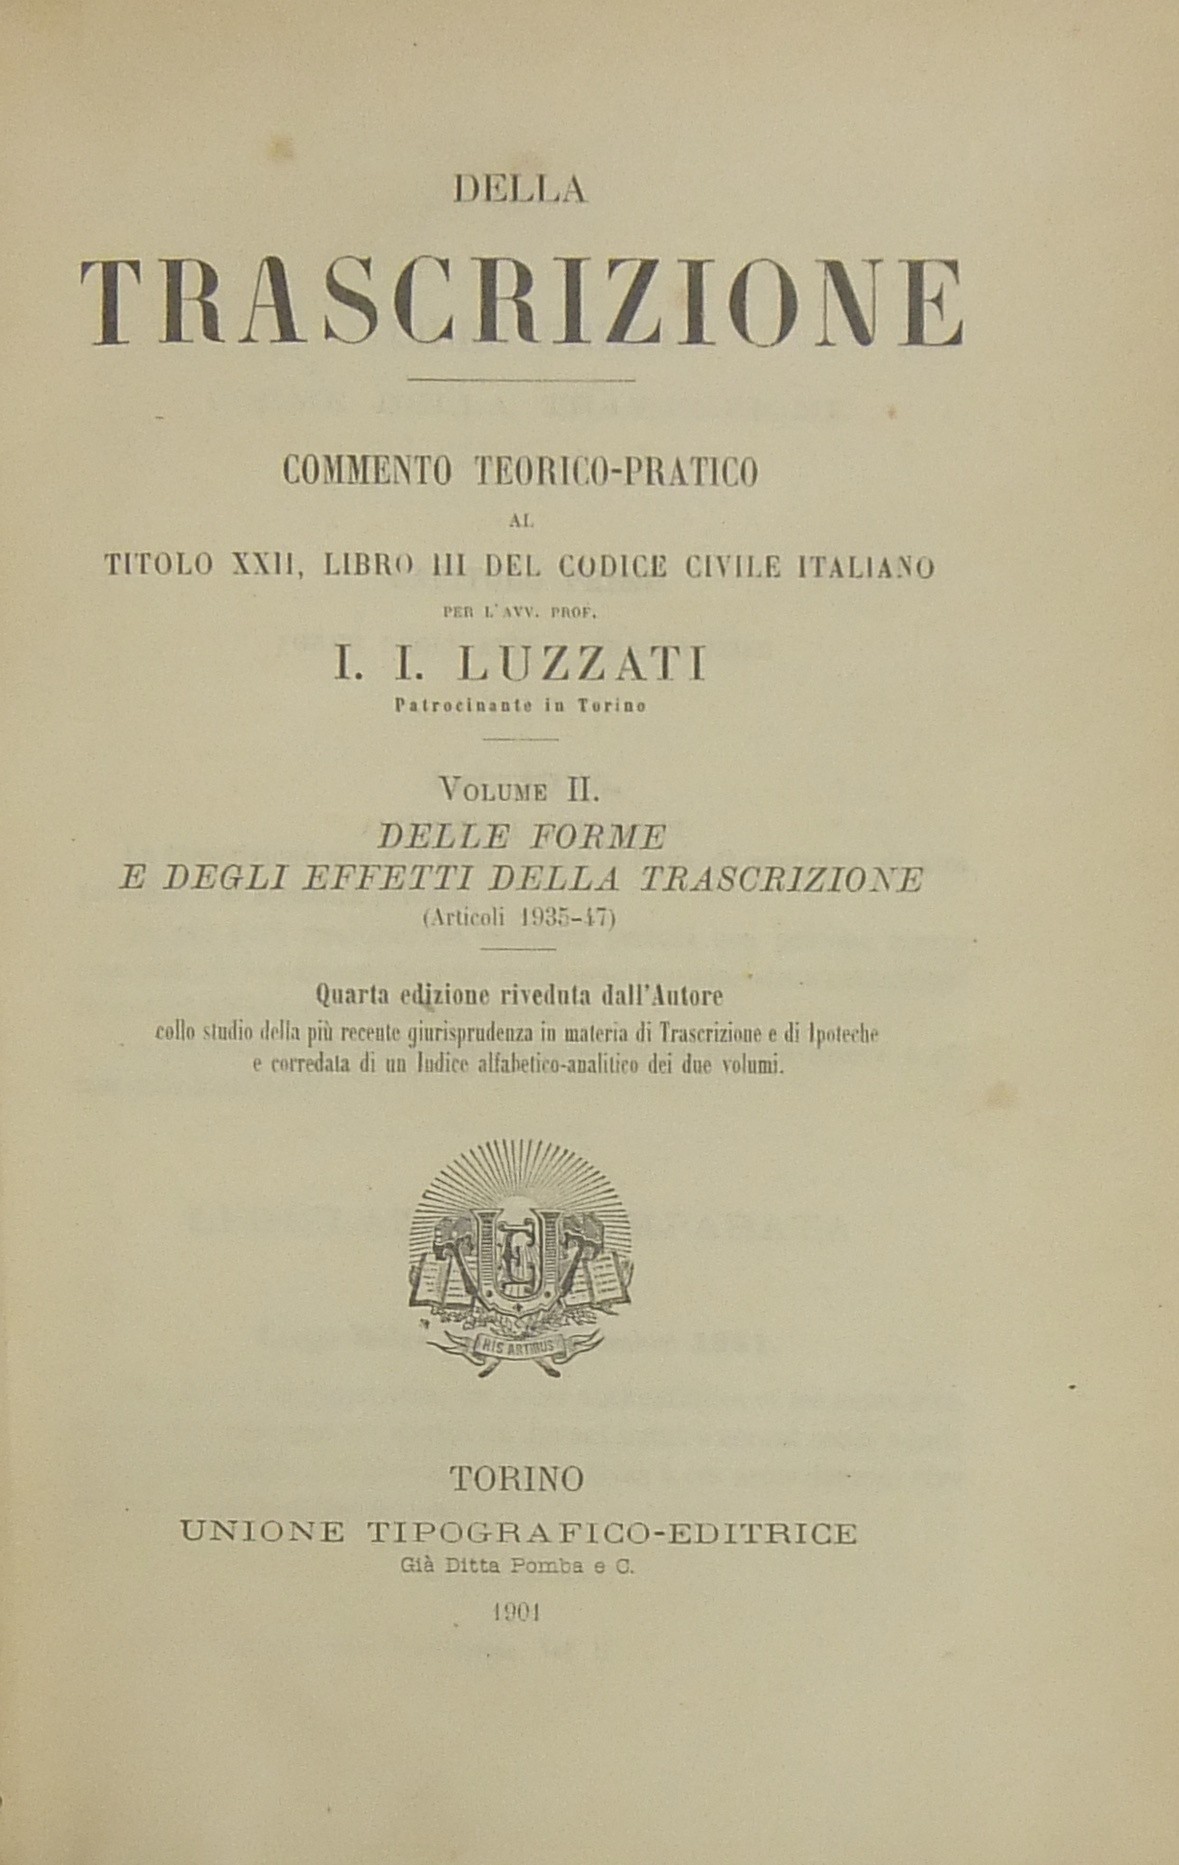 DELLA
TRASCRIZIONE
COMMENTO TEORICO-PRATICO
AL
TITOLO XXII, LIBRO III DEL CODICE CIVILE ITALIANO
PER L'AVV. PROF.
I. I. LUZZATI
Patrocinante in Torino
VOLUME II.
DELLE FORME
E DEGLI EFFETTI DELLA TRASCRIZIONE
(Articoli 1935-47)
Quarta edizione riveduta dall'Autore
collo studio della più recente giurisprudenza in materia di Trascrizione e di Ipoteche
e corredata di un Indice alfabetico-analitico dei due volumi.
UTE
HIS ARTIBUS
TORINO
UNIONE TIPOGRAFICO-EDITRICE
Già Ditta Pomba e C.
1901